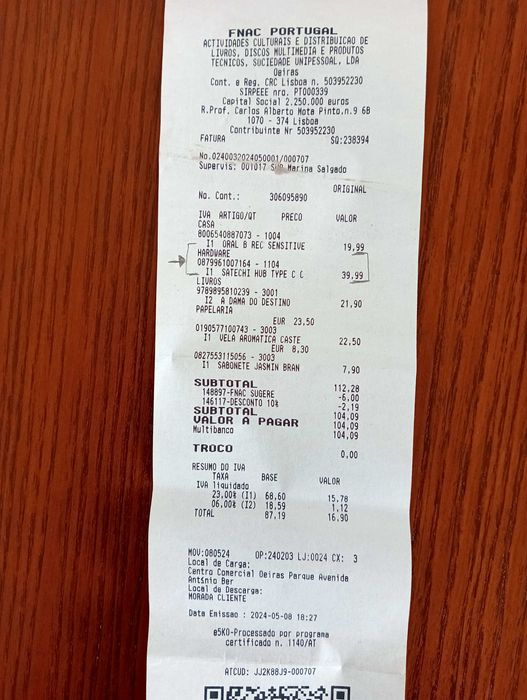 FNAC PORTUGAL
ACTIVIDADES CULTURAIS E DISTRIBUICAO DE
LIVROS, DISCOS MULTIMEDIA E PRODUTOS
TECNICOS, SOCIEDADE UNIPESSOAL, LDA
Oeiras
Cont. e Reg. CRC Lisboa n. 503952230
SIRPEEE nro. PT000339
Capital Social 2.250.000 euros
R.Prof. Carlos Alberto Mota Pinto,n.9 6B
1070 - 374 Lisboa
Contribuinte Nr 503952230
FATURA SQ:238394
No.0240032024050001/000707
Supervis: 001017 Marina Salgado
ORIGINAL
No. Cont.: 306095890
IVA ARTIGO/QT PRECO VALOR
CASA
8006540887073 - 1004
I1 ORAL B REC SENSITIVE 19,99
HARDWARE
0879961007164 - 1104
I1 SATECHI HUB TYPE C C 39,99
LIVROS
9789895810239 - 3001
I2 A DAMA DO DESTINO 21,90
PAPELARIA
EUR 23,50
0190577100743 - 3003
I1 VELA AROMATICA CASTE 22,50
EUR 8,30
0827553115056 - 3003
I1 SABONETE JASMIN BRAN 7,90
SUBTOTAL 112,28
148897-FNAC SUGERE -6,00
146117-DESCONTO 10% -2,19
SUBTOTAL 104,09
VALOR A PAGAR 104,09
Multibanco 104,09
TROCO 0,00
RESUMO DO IVA
TAXA BASE VALOR
IVA liquidado
23,00% (I1) 68,60 15,78
06,00% (I2) 18,59 1,12
TOTAL 87,19 16,90
MOV:080524 OP:240203 LJ:0024 CX: 3
Local de Carga:
Centro Comercial Oeiras Parque Avenida
António Ber
Local de Descarga:
MORADA CLIENTE
Data Emissao : 2024-05-08 18:27
e5KO-Processado por programa
certificado n. 1140/AT
ATCUD: JJ2K88J9-000707